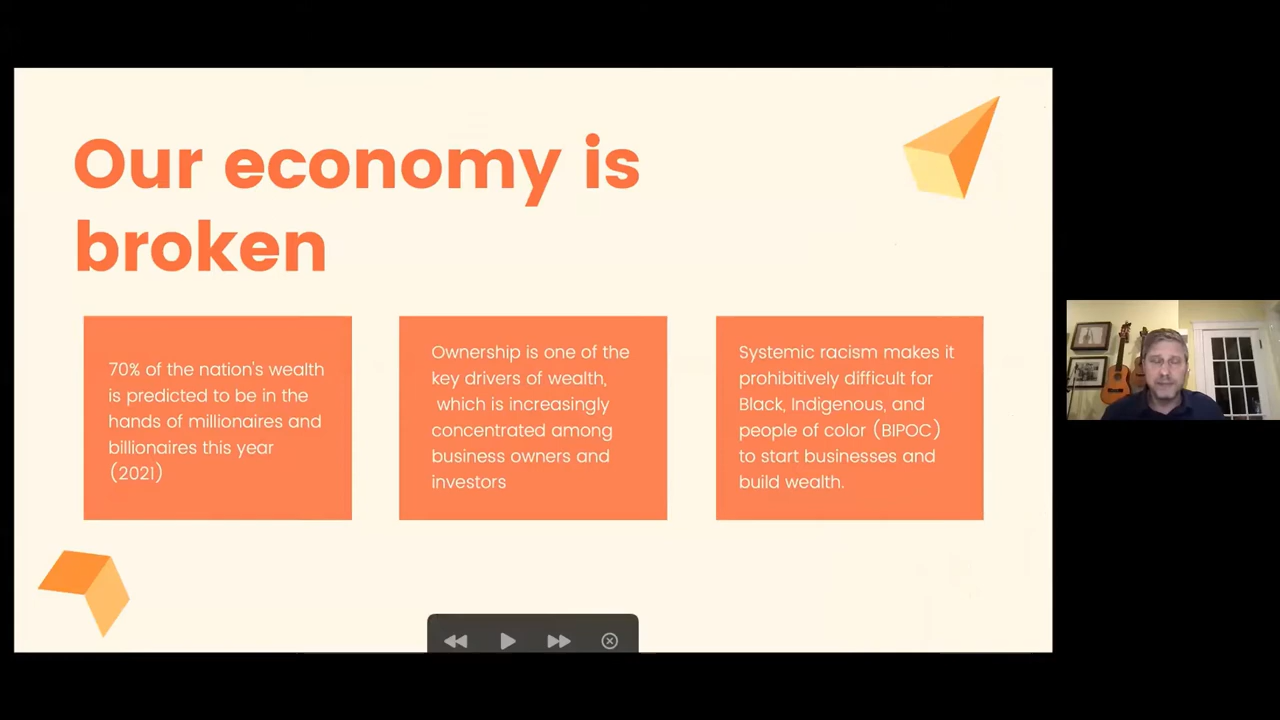 Our economy is
broken
70% of the nation's wealth
is predicted to be in the
hands of millionaires and
billionaires this year
(2021)
Ownership is one of the
key drivers of wealth,
which is increasingly
concentrated among
business owners and
investors
Systemic racism makes it
prohibitively difficult for
Black, Indigenous, and
people of color (BIPOC)
to start businesses and
build wealth.